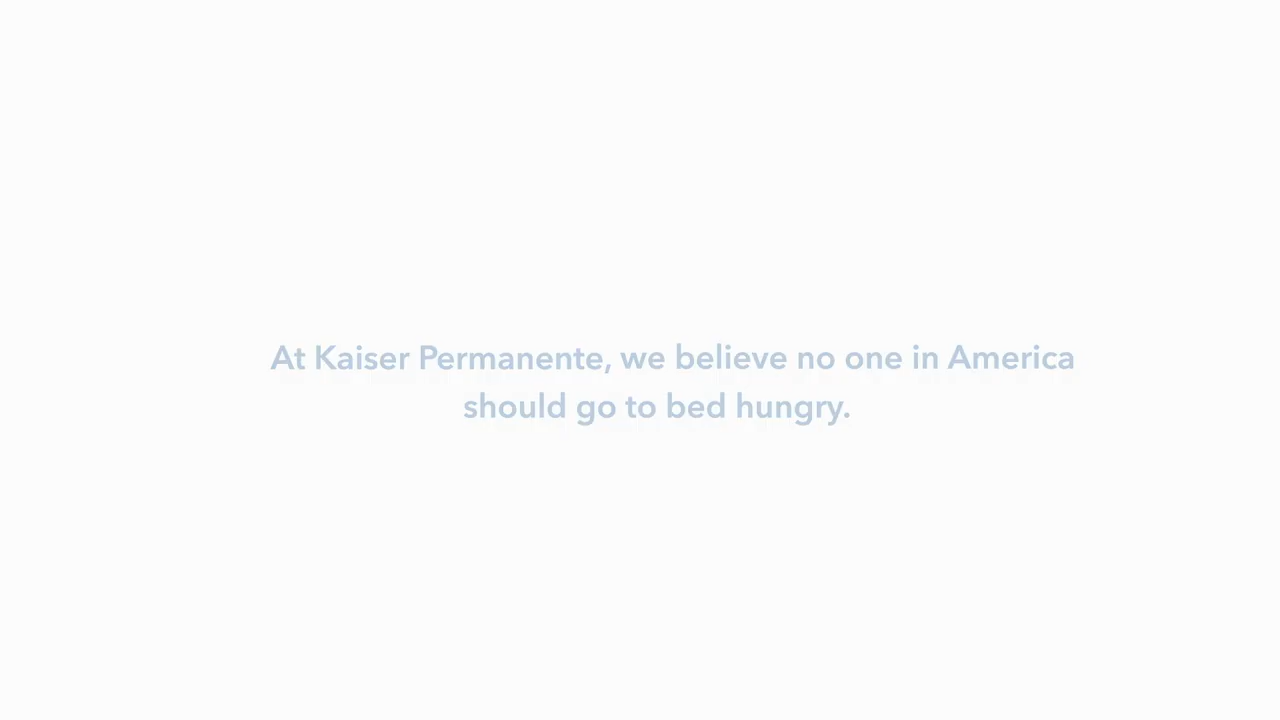 At Kaiser Permanente, we believe no one in America
should go to bed hungry.